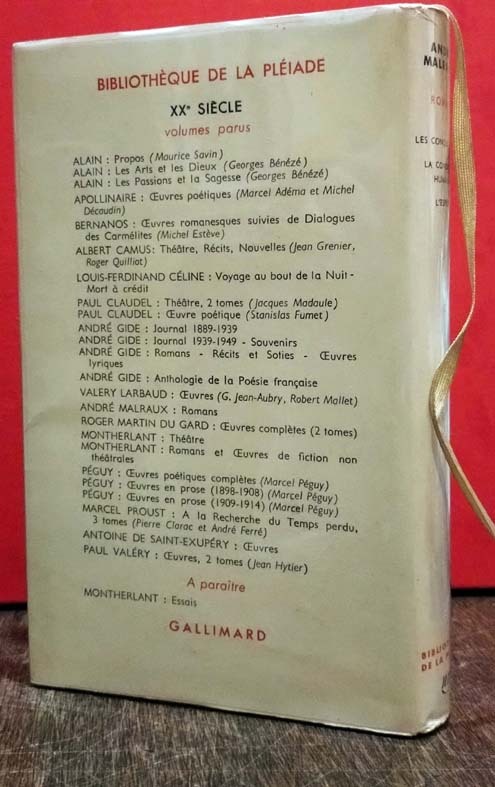 BIBLIOTHÈQUE DE LA PLÉIADE
XXe SIÈCLE
volumes parus
ALAIN : Propos (Maurice Savin)
ALAIN : Les Arts et les Dieux (Georges Bénézé)
ALAIN : Les Passions et la Sagesse (Georges Bénézé)
APOLLINAIRE : Œuvres poétiques (Marcel Adéma et Michel
Décaudin)
BERNANOS : Œuvres romanesques suivies de Dialogues
des Carmélites (Michel Estève)
ALBERT CAMUS : Théâtre, Récits, Nouvelles (Jean Grenier,
Roger Quilliot)
LOUIS-FERDINAND CÉLINE : Voyage au bout de la Nuit -
Mort à crédit
PAUL CLAUDEL : Théâtre, 2 tomes (Jacques Madaule)
PAUL CLAUDEL : Œuvre poétique (Stanislas Fumet)
ANDRÉ GIDE : Journal 1889-1939
ANDRÉ GIDE : Journal 1939-1949 - Souvenirs
ANDRÉ GIDE : Romans - Récits et Soties - Œuvres
lyriques
ANDRÉ GIDE : Anthologie de la Poésie française
VALERY LARBAUD : Œuvres (G. Jean-Aubry, Robert Mallet)
ANDRÉ MALRAUX : Romans
ROGER MARTIN DU GARD : Œuvres complètes (2 tomes)
MONTHERLANT : Théâtre
MONTHERLANT : Romans et Œuvres de fiction non
théâtrales
PÉGUY : Œuvres poétiques complètes (Marcel Péguy)
PÉGUY : Œuvres en prose (1898-1908) (Marcel Péguy)
PÉGUY : Œuvres en prose (1909-1914) (Marcel Péguy)
MARCEL PROUST : A la Recherche du Temps perdu,
3 tomes (Pierre Clarac et André Ferré)
ANTOINE DE SAINT-EXUPÉRY : Œuvres
PAUL VALÉRY : Œuvres, 2 tomes (Jean Hytier)
A paraître
MONTHERLANT : Essais
GALLIMARD
LES
LA
DE LA